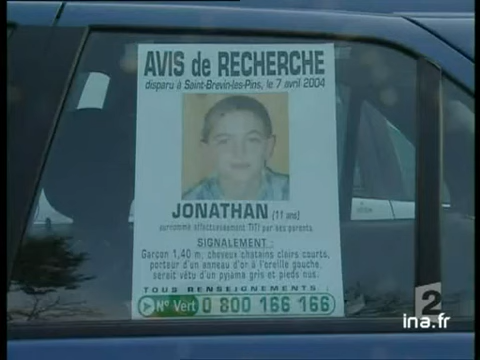 AVIS de RECHERCHE
disparu à Saint-Brevin-les-Pins, le 7 avril 2004
JONATHAN (11 ans)
surnommé affectueusement TITI par ses parents
SIGNALEMENT :
Garçon 1,40 m, cheveux chatains clairs courts,
porteur d'un anneau d'or à l'oreille gauche,
serait vêtu d'un pyjama gris et pieds nus.
TOUS RENSEIGNEMENTS :
N° Vert 0 800 166 166
2
ina.fr